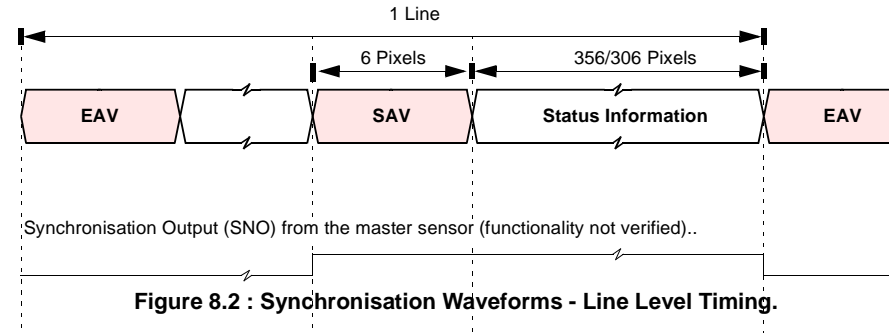 1 Line
6 Pixels 356/306 Pixels
EAV SAV Status Information EAV
Synchronisation Output (SNO) from the master sensor (functionality not verified)..
Figure 8.2 : Synchronisation Waveforms - Line Level Timing.